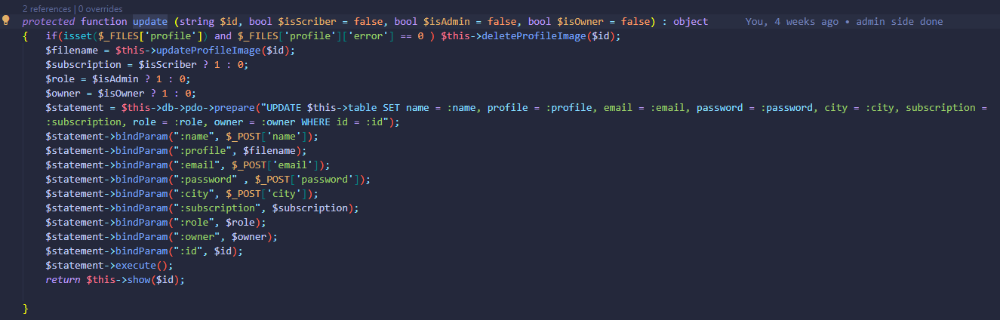 2 references | 0 overrides
protected function update (string $id, bool $isScriber = false, bool $isAdmin = false, bool $isOwner = false) : object You, 4 weeks ago • admin side done
{ if(isset($_FILES['profile']) and $_FILES['profile']['error'] == 0 ) $this->deleteProfileImage($id);
$filename = $this->updateProfileImage($id);
$subscription = $isScriber ? 1 : 0;
$role = $isAdmin ? 1 : 0;
$owner = $isOwner ? 1 : 0;
$statement = $this->db->pdo->prepare("UPDATE $this->table SET name = :name, profile = :profile, email = :email, password = :password, city = :city, subscription =
:subscription, role = :role, owner = :owner WHERE id = :id");
$statement->bindParam(":name", $_POST['name']);
$statement->bindParam(":profile", $filename);
$statement->bindParam(":email", $_POST['email']);
$statement->bindParam(":password" , $_POST['password']);
$statement->bindParam(":city", $_POST['city']);
$statement->bindParam(":subscription", $subscription);
$statement->bindParam(":role", $role);
$statement->bindParam(":owner", $owner);
$statement->bindParam(":id", $id);
$statement->execute();
return $this->show($id);
}